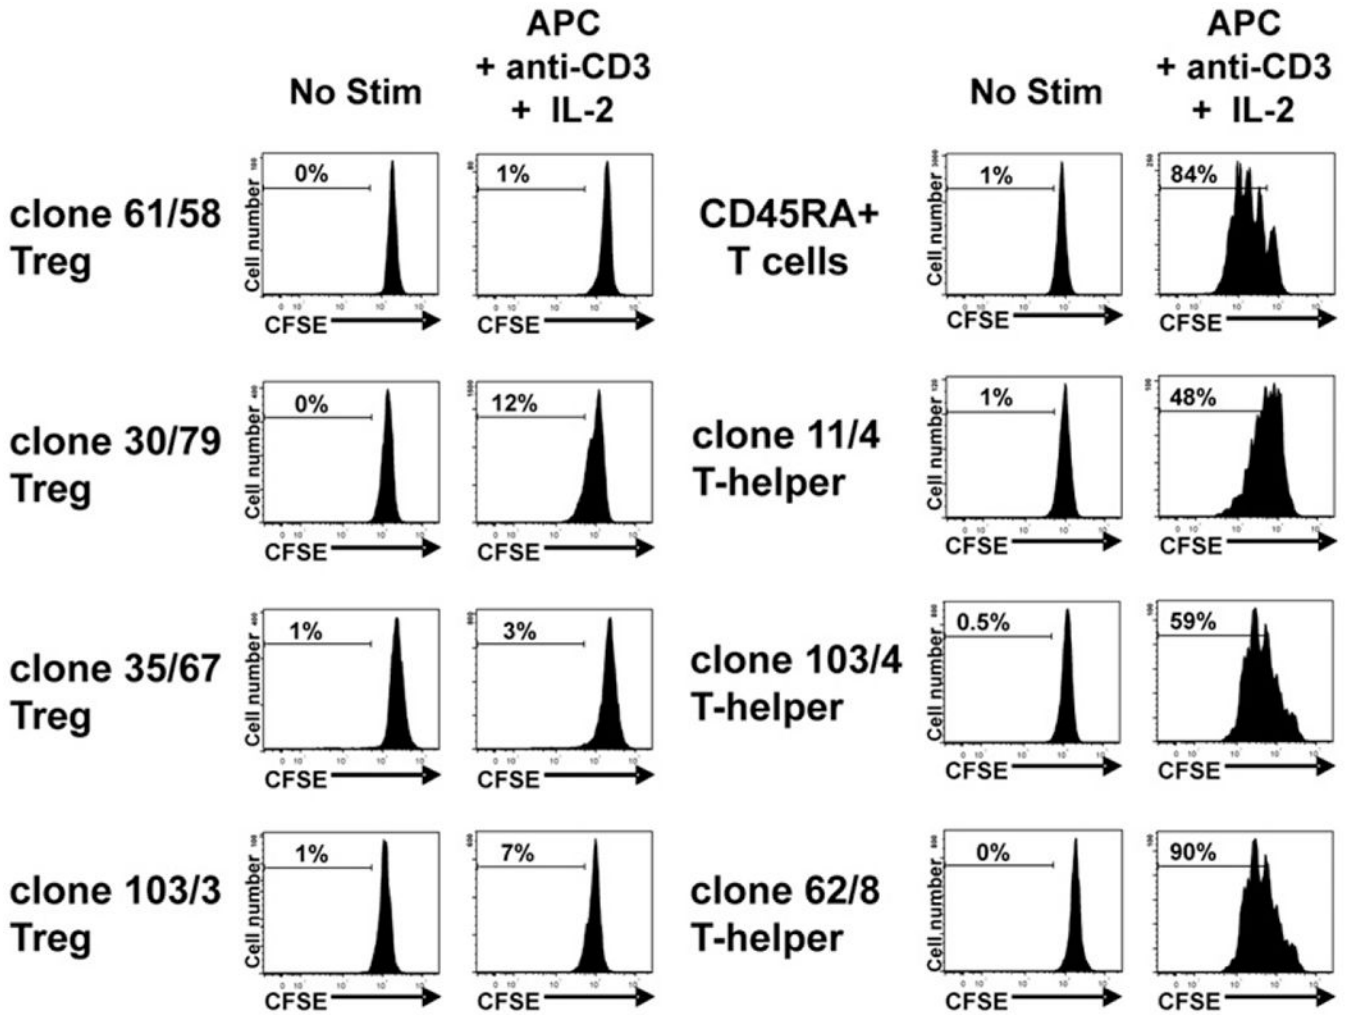 APC
+ anti-CD3
+ IL-2
No Stim
APC
+ anti-CD3
+ IL-2
No Stim
clone 61/58
Treg
Cell number
0%
CFSE
1%
CFSE
CD45RA+
T cells
Cell number
1%
CFSE
84%
CFSE
clone 30/79
Treg
Cell number
0%
CFSE
12%
CFSE
clone 11/4
T-helper
Cell number
1%
CFSE
48%
CFSE
clone 35/67
Treg
Cell number
1%
CFSE
3%
CFSE
clone 103/4
T-helper
Cell number
0.5%
CFSE
59%
CFSE
clone 103/3
Treg
Cell number
1%
CFSE
7%
CFSE
clone 62/8
T-helper
Cell number
0%
CFSE
90%
CFSE